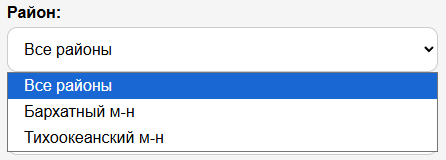 Район:
Все районы
Все районы
Бархатный м-н
Тихоокеанский м-н